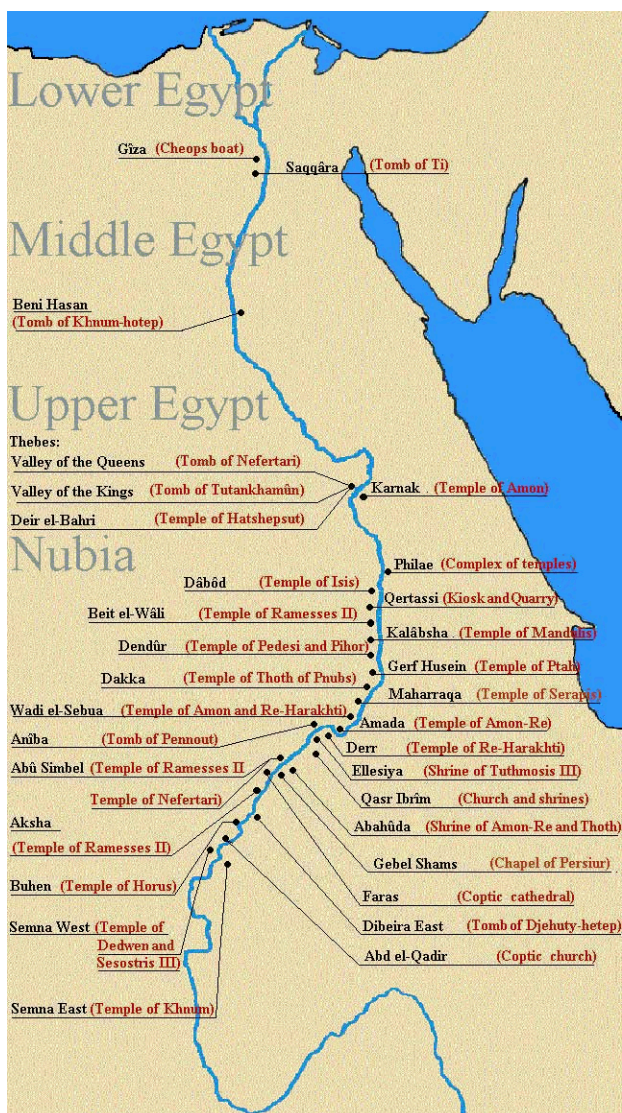 Lower Egypt
Gîza (Cheops boat)
Saqqâra (Tomb of Ti)
Middle Egypt
Beni Hasan
(Tomb of Khnum-hotep)
Upper Egypt
Thebes:
Valley of the Queens (Tomb of Nefertari)
Valley of the Kings (Tomb of Tutankhamûn)
Karnak (Temple of Amon)
Deir el-Bahri (Temple of Hatshepsut)
Nubia
Philae (Complex of temples)
Dâbôd (Temple of Isis)
Qertassi (Kiosk and Quarry)
Beit el-Wâli (Temple of Ramesses II)
Kalâbsha (Temple of Mandulis)
Dendûr (Temple of Pedesi and Pihor)
Gerf Husein (Temple of Ptah)
Dakka (Temple of Thoth of Pnubs)
Maharraqa (Temple of Serapis)
Wadi el-Sebua (Temple of Amon and Re-Harakhti)
Amada (Temple of Amon-Re)
Anîba (Tomb of Pennout)
Derr (Temple of Re-Harakhti)
Abû Simbel (Temple of Ramesses II
Ellesiya (Shrine of Tuthmosis III)
Temple of Nefertari)
Qasr Ibrîm (Church and shrines)
Aksha
(Temple of Ramesses II)
Abahûda (Shrine of Amon-Re and Thoth)
Gebel Shams (Chapel of Persiur)
Buhen (Temple of Horus)
Faras (Coptic cathedral)
Semna West (Temple of
Dedwen and
Sesostris III)
Dibeira East (Tomb of Djehuty-hetep)
Abd el-Qadir (Coptic church)
Semna East (Temple of Khnum)